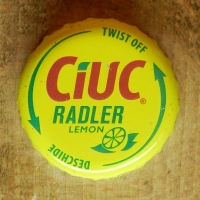 TWIST OFF
CIUC®
RADLER
LEMON
DESCHIDE